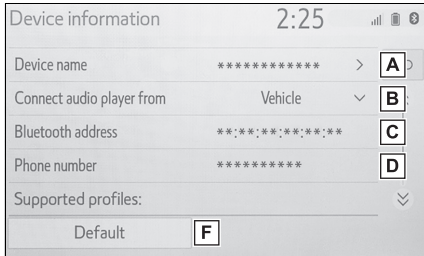 Device information 2:25
Device name ************ > A
Connect audio player from Vehicle B
Bluetooth address **:**:**:**:**:** C
Phone number ********** D
Supported profiles:
Default F